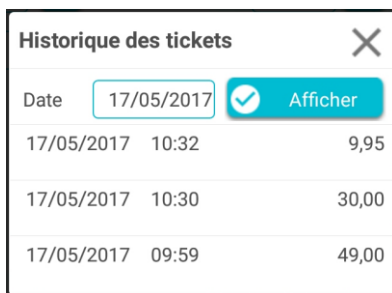 Historique des tickets
Date 17/05/2017 Afficher
17/05/2017 10:32 9,95
17/05/2017 10:30 30,00
17/05/2017 09:59 49,00